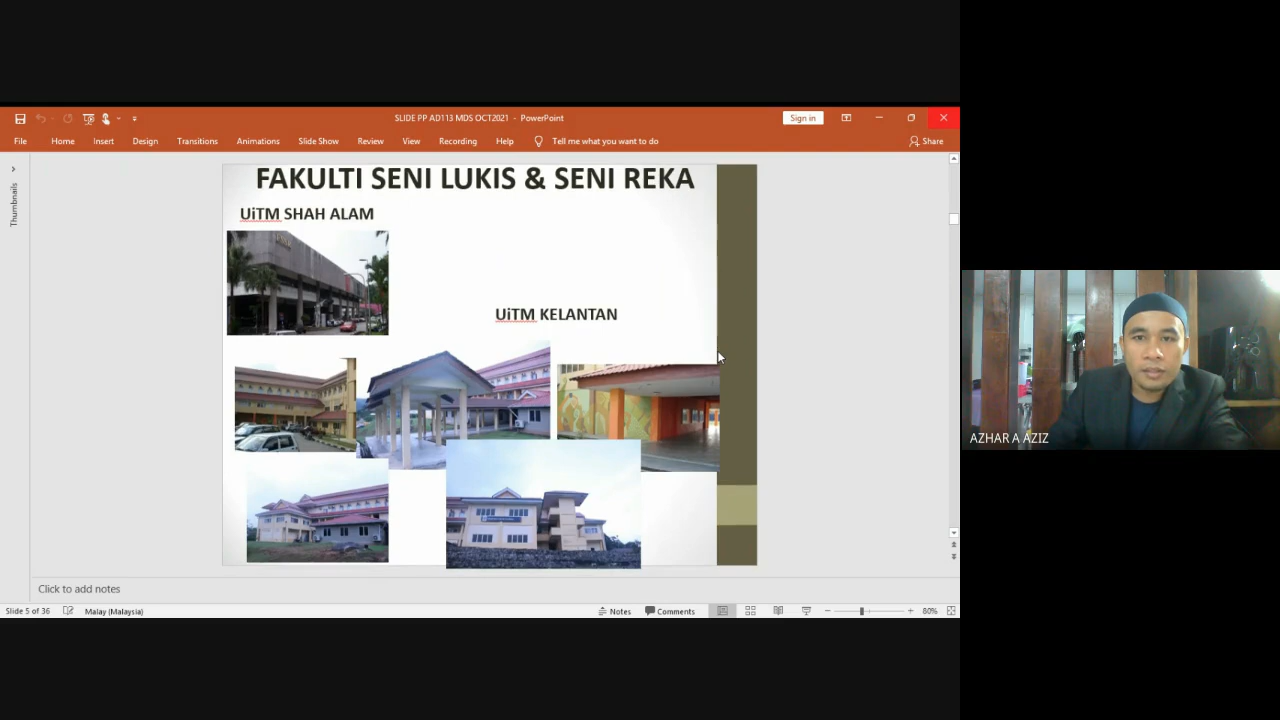 SLIDE PP AD113 MDS OCT2021 - PowerPoint
Sign in
File Home Insert Design Transitions Animations Slide Show Review View Recording Help Tell me what you want to do Share
Thumbnails
FAKULTI SENI LUKIS & SENI REKA
UiTM SHAH ALAM
UiTM KELANTAN
AZHAR A AZIZ
Click to add notes
Slide 5 of 36 Malay (Malaysia) Notes Comments 80%